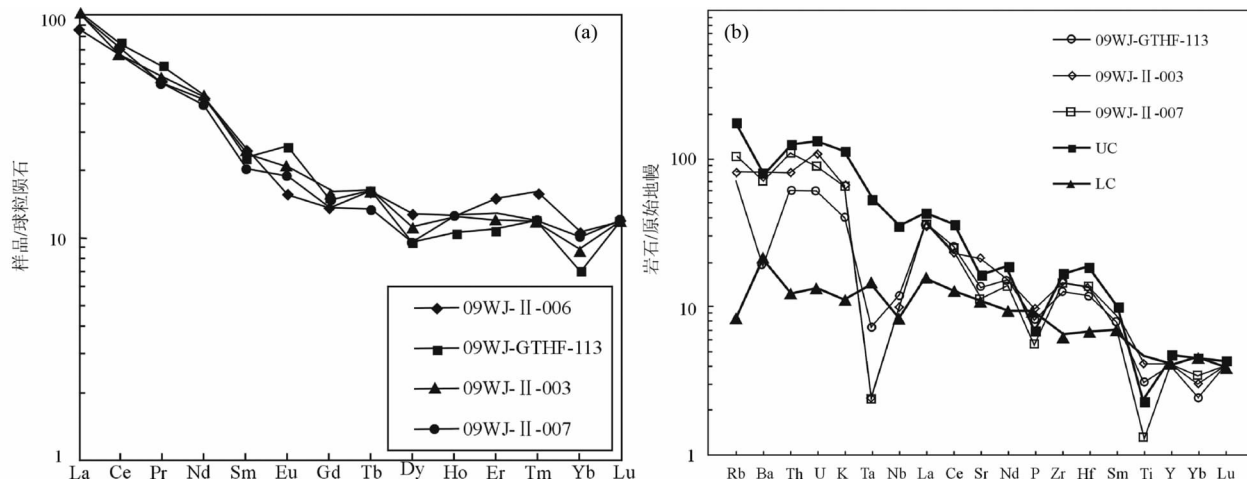 (a)
样品/球粒陨石
100
10
1
La Ce Pr Nd Sm Eu Gd Tb Dy Ho Er Tm Yb Lu
09WJ-Ⅱ-006
09WJ-GTHF-113
09WJ-Ⅱ-003
09WJ-Ⅱ-007
(b)
岩石/原始地幔
100
10
1
Rb Ba Th U K Ta Nb La Ce Sr Nd P Zr Hf Sm Ti Y Yb Lu
09WJ-GTHF-113
09WJ-Ⅱ-003
09WJ-Ⅱ-007
UC
LC